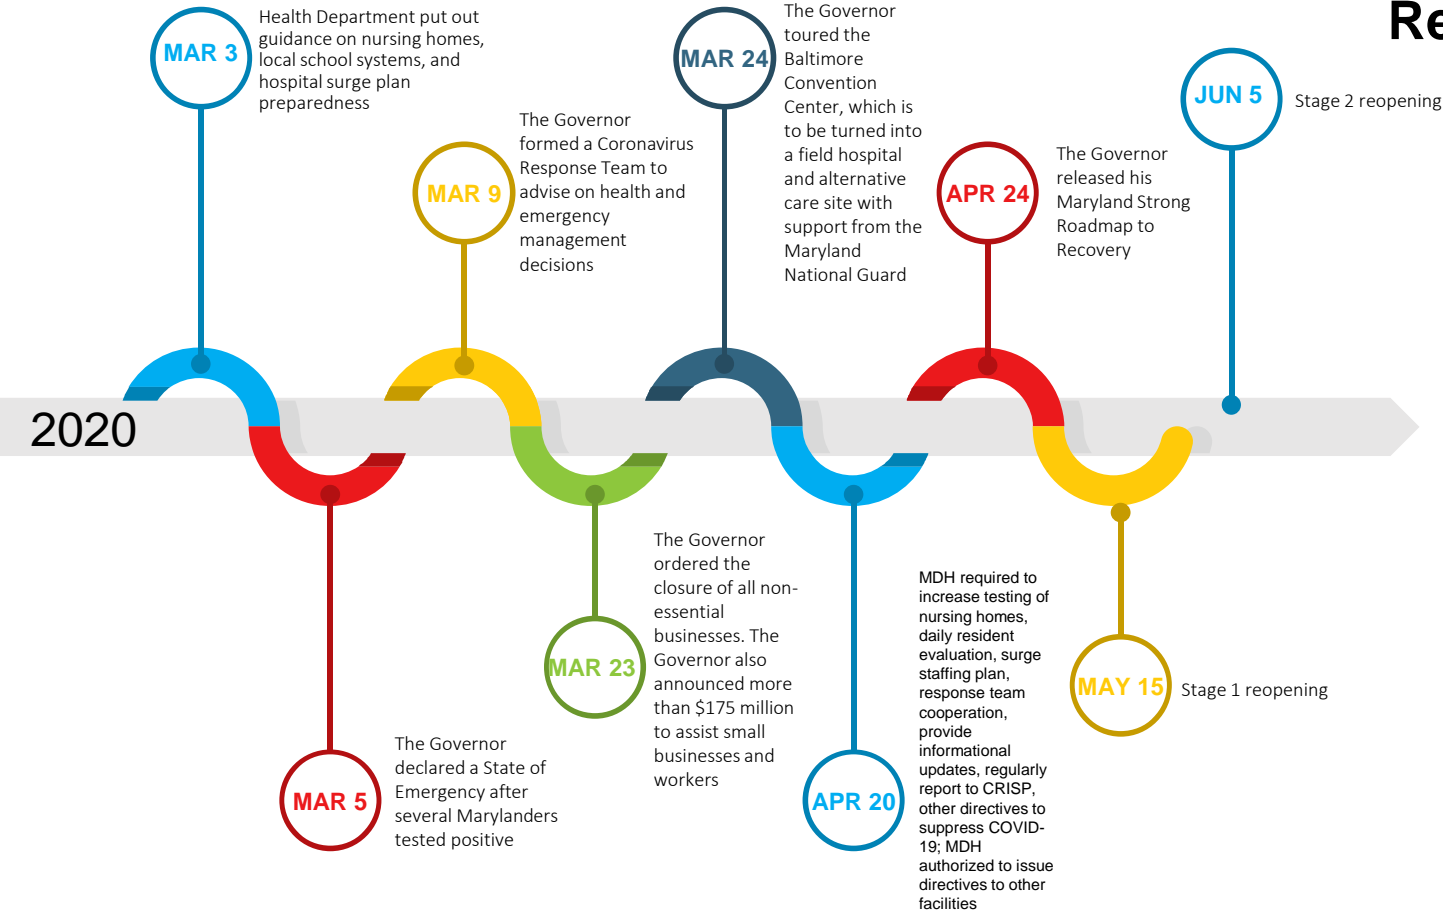 Re
MAR 3
Health Department put out
guidance on nursing homes,
local school systems, and
hospital surge plan
preparedness
MAR 9
The Governor
formed a Coronavirus
Response Team to
advise on health and
emergency
management
decisions
MAR 24
The Governor
toured the
Baltimore
Convention
Center, which is
to be turned into
a field hospital
and alternative
care site with
support from the
Maryland
National Guard
APR 24
The Governor
released his
Maryland Strong
Roadmap to
Recovery
JUN 5
Stage 2 reopening
2020
MAR 5
The Governor
declared a State of
Emergency after
several Marylanders
tested positive
MAR 23
The Governor
ordered the
closure of all non-
essential
businesses. The
Governor also
announced more
than $175 million
to assist small
businesses and
workers
APR 20
MDH required to
increase testing of
nursing homes,
daily resident
evaluation, surge
staffing plan,
response team
cooperation,
provide
informational
updates, regularly
report to CRISP,
other directives to
suppress COVID-
19; MDH
authorized to issue
directives to other
facilities
MAY 15
Stage 1 reopening